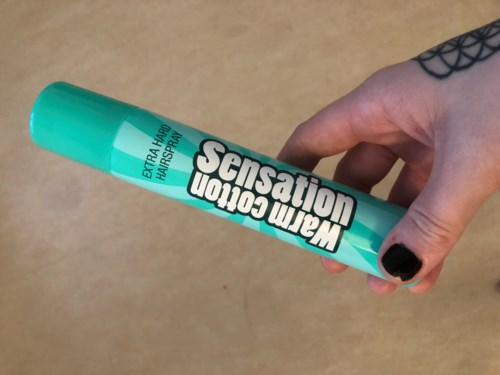 EXTRA HARD
HAIRSPRAY
Sensation
Warm cotton